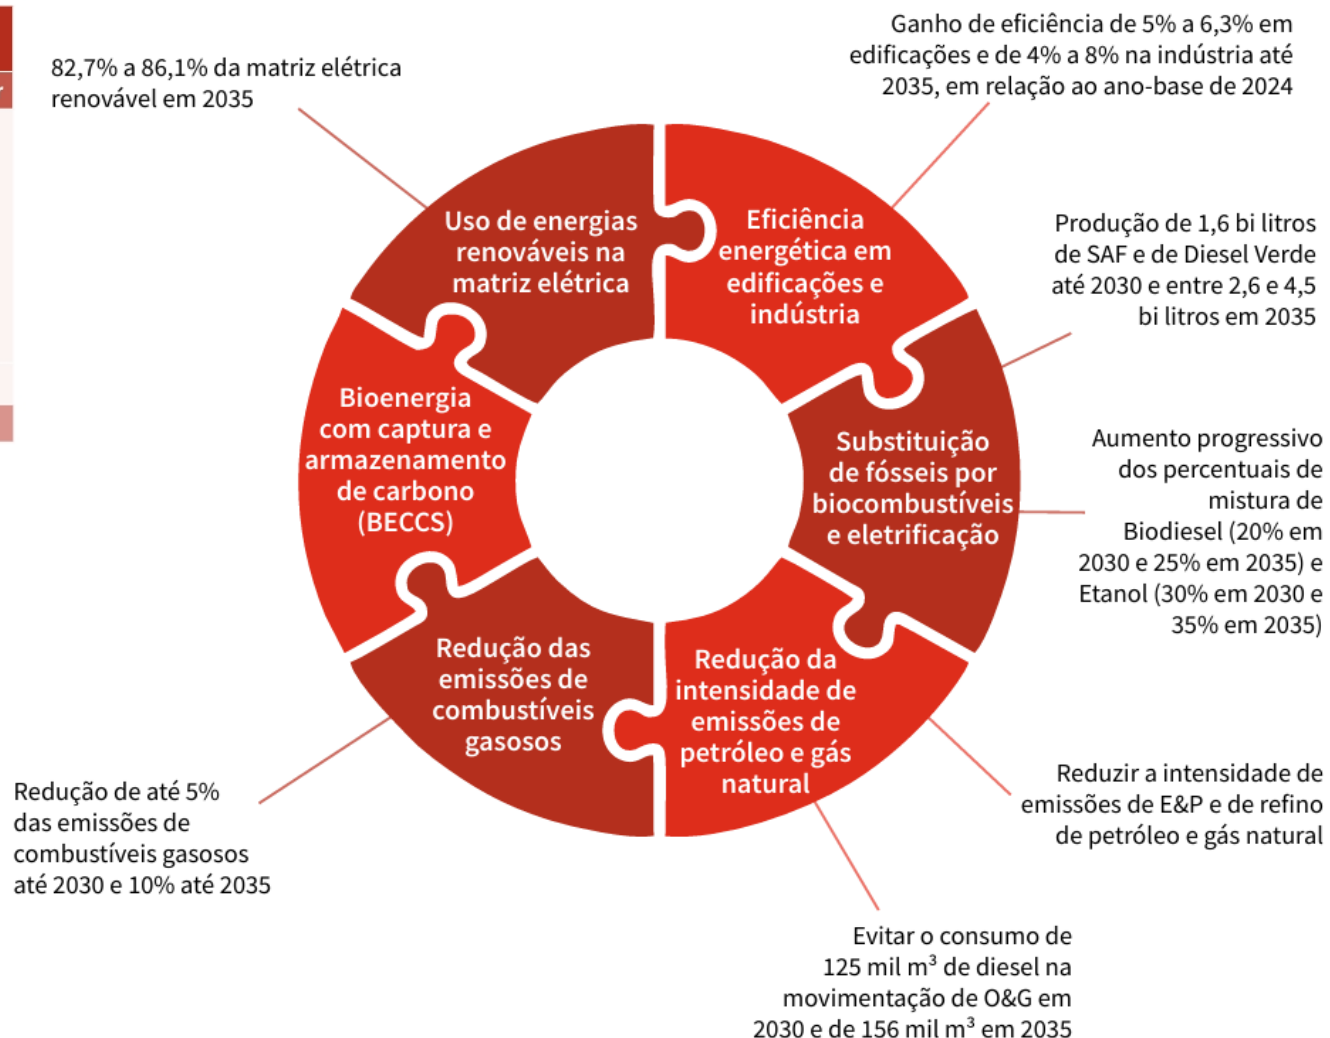 82,7% a 86,1% da matriz elétrica
renovável em 2035
Ganho de eficiência de 5% a 6,3% em
edificações e de 4% a 8% na indústria até
2035, em relação ao ano-base de 2024
Uso de energias
renováveis na
matriz elétrica
Eficiência
energética em
edificações e
indústria
Produção de 1,6 bi litros
de SAF e de Diesel Verde
até 2030 e entre 2,6 e 4,5
bi litros em 2035
Bioenergia
com captura e
armazenamento
de carbono
(BECCS)
Substituição
de fósseis por
biocombustíveis
e eletrificação
Aumento progressivo
dos percentuais de
mistura de
Biodiesel (20% em
2030 e 25% em 2035) e
Etanol (30% em 2030 e
35% em 2035)
Redução das
emissões de
combustíveis
gasosos
Redução da
intensidade de
emissões de
petróleo e gás
natural
Redução de até 5%
das emissões de
combustíveis gasosos
até 2030 e 10% até 2035
Reduzir a intensidade de
emissões de E&P e de refino
de petróleo e gás natural
Evitar o consumo de
125 mil m³ de diesel na
movimentação de O&G em
2030 e de 156 mil m³ em 2035